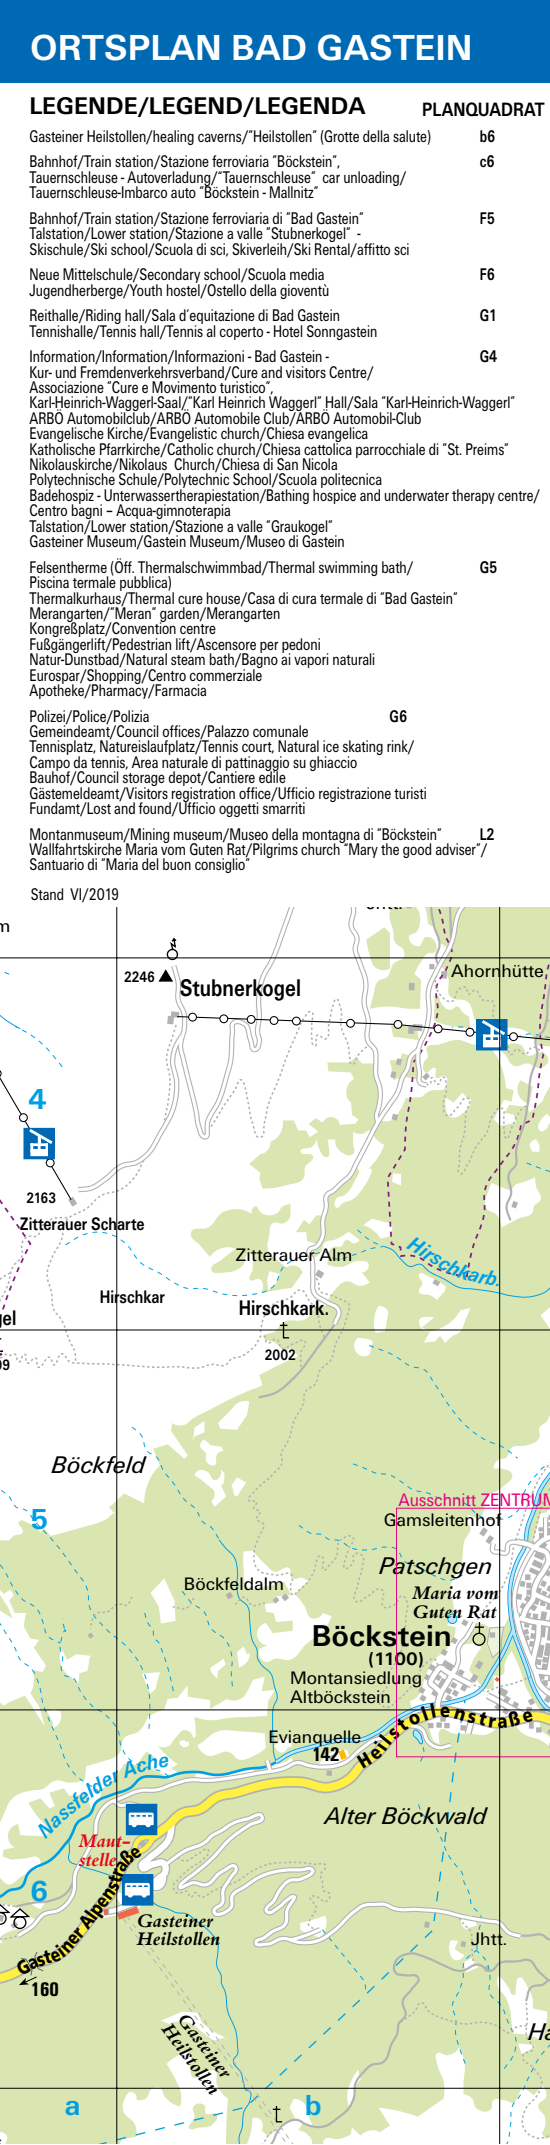 ORTSPLAN BAD GASTEIN
LEGENDE/LEGEND/LEGENDA PLANQUADRAT
Gasteiner Heilstollen/healing caverns/"Heilstollen" (Grotte della salute) b6
Bahnhof/Train station/Stazione ferroviaria "Böckstein", c6
Tauernschleuse - Autoverladung/"Tauernschleuse" car unloading/
Tauernschleuse-Imbarco auto "Böckstein - Mallnitz"
Bahnhof/Train station/Stazione ferroviaria di "Bad Gastein" F5
Talstation/Lower station/Stazione a valle "Stubnerkogel" -
Skischule/Ski school/Scuola di sci, Skiverleih/Ski Rental/affitto sci
Neue Mittelschule/Secondary school/Scuola media F6
Jugendherberge/Youth hostel/Ostello della gioventù
Reithalle/Riding hall/Sala d'equitazione di Bad Gastein G1
Tennishalle/Tennis hall/Tennis al coperto - Hotel Sonngastein
Information/Information/Informazioni - Bad Gastein - G4
Kur- und Fremdenverkehrsverband/Cure and visitors Centre/
Associazione "Cure e Movimento turistico",
Karl-Heinrich-Waggerl-Saal/"Karl Heinrich Waggerl" Hall/Sala "Karl-Heinrich-Waggerl"
ARBÖ Automobilclub/ARBÖ Automobile Club/ARBÖ Automobil-Club
Evangelische Kirche/Evangelistic church/Chiesa evangelica
Katholische Pfarrkirche/Catholic church/Chiesa cattolica parrocchiale di "St. Preims"
Nikolauskirche/Nikolaus Church/Chiesa di San Nicola
Polytechnische Schule/Polytechnic School/Scuola politecnica
Badehospiz - Unterwassertherapiestation/Bathing hospice and underwater therapy centre/
Centro bagni – Acqua-gimnoterapia
Talstation/Lower station/Stazione a valle "Graukogel"
Gasteiner Museum/Gastein Museum/Museo di Gastein
Felsentherme (Öff. Thermalschwimmbad/Thermal swimming bath/ G5
Piscina termale pubblica)
Thermalkurhaus/Thermal cure house/Casa di cura termale di "Bad Gastein"
Merangarten/"Meran" garden/Merangarten
Kongreßplatz/Convention centre
Fußgängerlift/Pedestrian lift/Ascensore per pedoni
Natur-Dunstbad/Natural steam bath/Bagno ai vapori naturali
Eurospar/Shopping/Centro commerciale
Apotheke/Pharmacy/Farmacia
Polizei/Police/Polizia G6
Gemeindeamt/Council offices/Palazzo comunale
Tennisplatz, Natureislaufplatz/Tennis court, Natural ice skating rink/
Campo da tennis, Area naturale di pattinaggio su ghiaccio
Bauhof/Council storage depot/Cantiere edile
Gästemeldeamt/Visitors registration office/Ufficio registrazione turisti
Fundamt/Lost and found/Ufficio oggetti smarriti
Montanmuseum/Mining museum/Museo della montagna di "Böckstein" L2
Wallfahrtskirche Maria vom Guten Rat/Pilgrims church "Mary the good adviser"/
Santuario di "Maria del buon consiglio"
Stand VI/2019
m
Ahornhütte
2246
Stubnerkogel
4
2163
Zitterauer Scharte
Hirschkarb.
Zitterauer Alm
Hirschkar
Hirschkark.
2002
gel
99
Böckfeld
Ausschnitt ZENTRUM
5
Gamsleitenhof
Patschgen
Böckfeldalm
Maria vom
Guten Rat
Böckstein
(1100)
Montansiedlung
Altböckstein
Evianquelle
142
Heilstollenstraße
Nassfelder Ache
Alter Böckwald
Maut-
stelle
6
Gasteiner Alpenstraße
Gasteiner
Heilstollen
Jhtt.
160
Gasteiner
Heilstollen
Ha
a
b